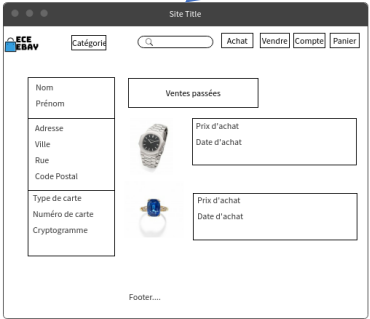 Site Title
ECE
EBAY
Catégorie
Achat
Vendre
Compte
Panier
Nom
Prénom
Ventes passées
Adresse
Ville
Rue
Code Postal
Prix d'achat
Date d'achat
Type de carte
Numéro de carte
Cryptogramme
Prix d'achat
Date d'achat
Footer....